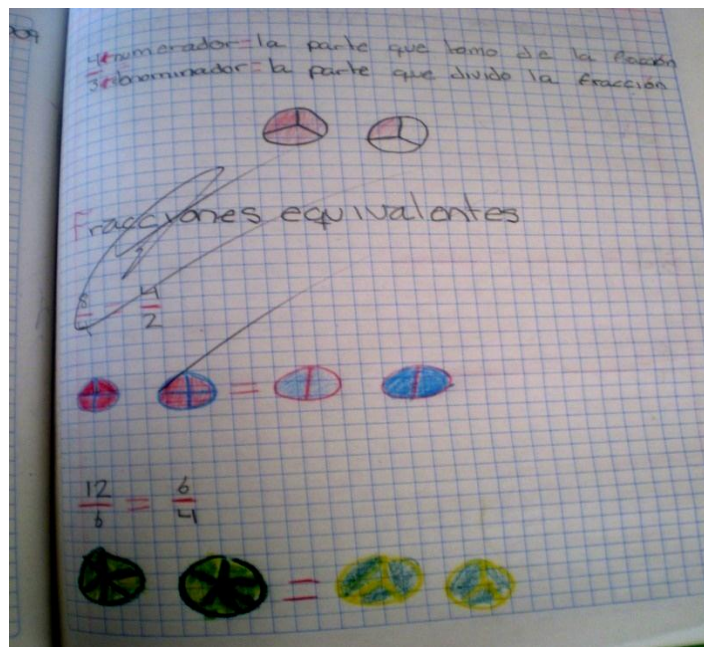 4 numerador = la parte que tomo de la fracción
3 denominador = la parte que divido la fracción
Fracciones equivalentes
8/4 = 4/2
=
12/6 = 6/4
=